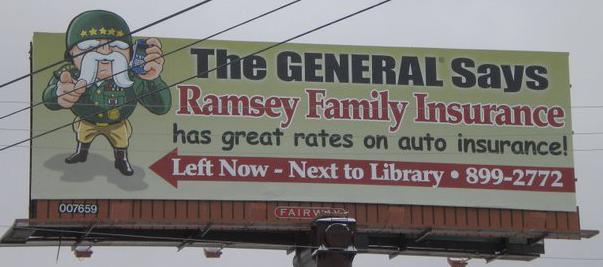 The GENERAL® Says
Ramsey Family Insurance
has great rates on auto insurance!
Left Now - Next to Library • 899-2772
007659
FAIRWAY